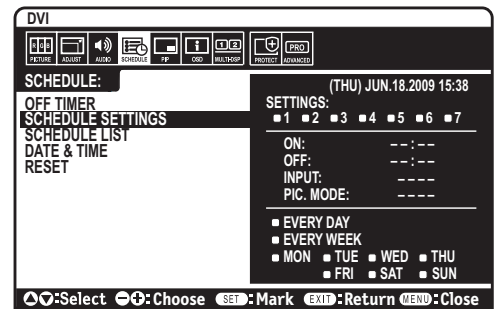 DVI
RGB PICTURE ADJUST AUDIO SCHEDULE PIP i OSD 12 MULTI-DSP PROTECT PRO ADVANCED
SCHEDULE:
OFF TIMER
SCHEDULE SETTINGS
SCHEDULE LIST
DATE & TIME
RESET
(THU) JUN.18.2009 15:38
SETTINGS:
1 2 3 4 5 6 7
ON: --:--
OFF: --:--
INPUT: ----
PIC. MODE: ----
EVERY DAY
EVERY WEEK
MON TUE WED THU
FRI SAT SUN
:Select :Choose SET:Mark EXIT:Return MENU:Close